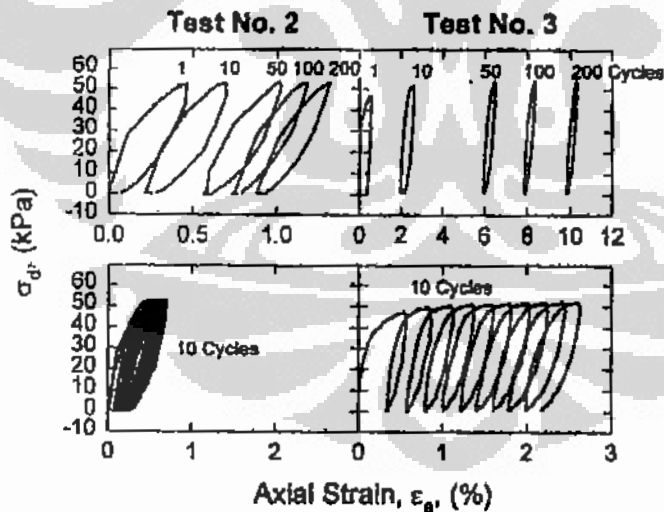 Test No. 2 Test No. 3
60 50 40 30 20 10 0 -10
1 10 50 100 200
1 10 50 100 200 Cycles
0.0 0.5 1.0
0 2 4 6 8 10 12
σd, (kPa)
60 50 40 30 20 10 0 -10
10 Cycles
10 Cycles
0 1 2 0 1 2 3
Axial Strain, εa, (%)